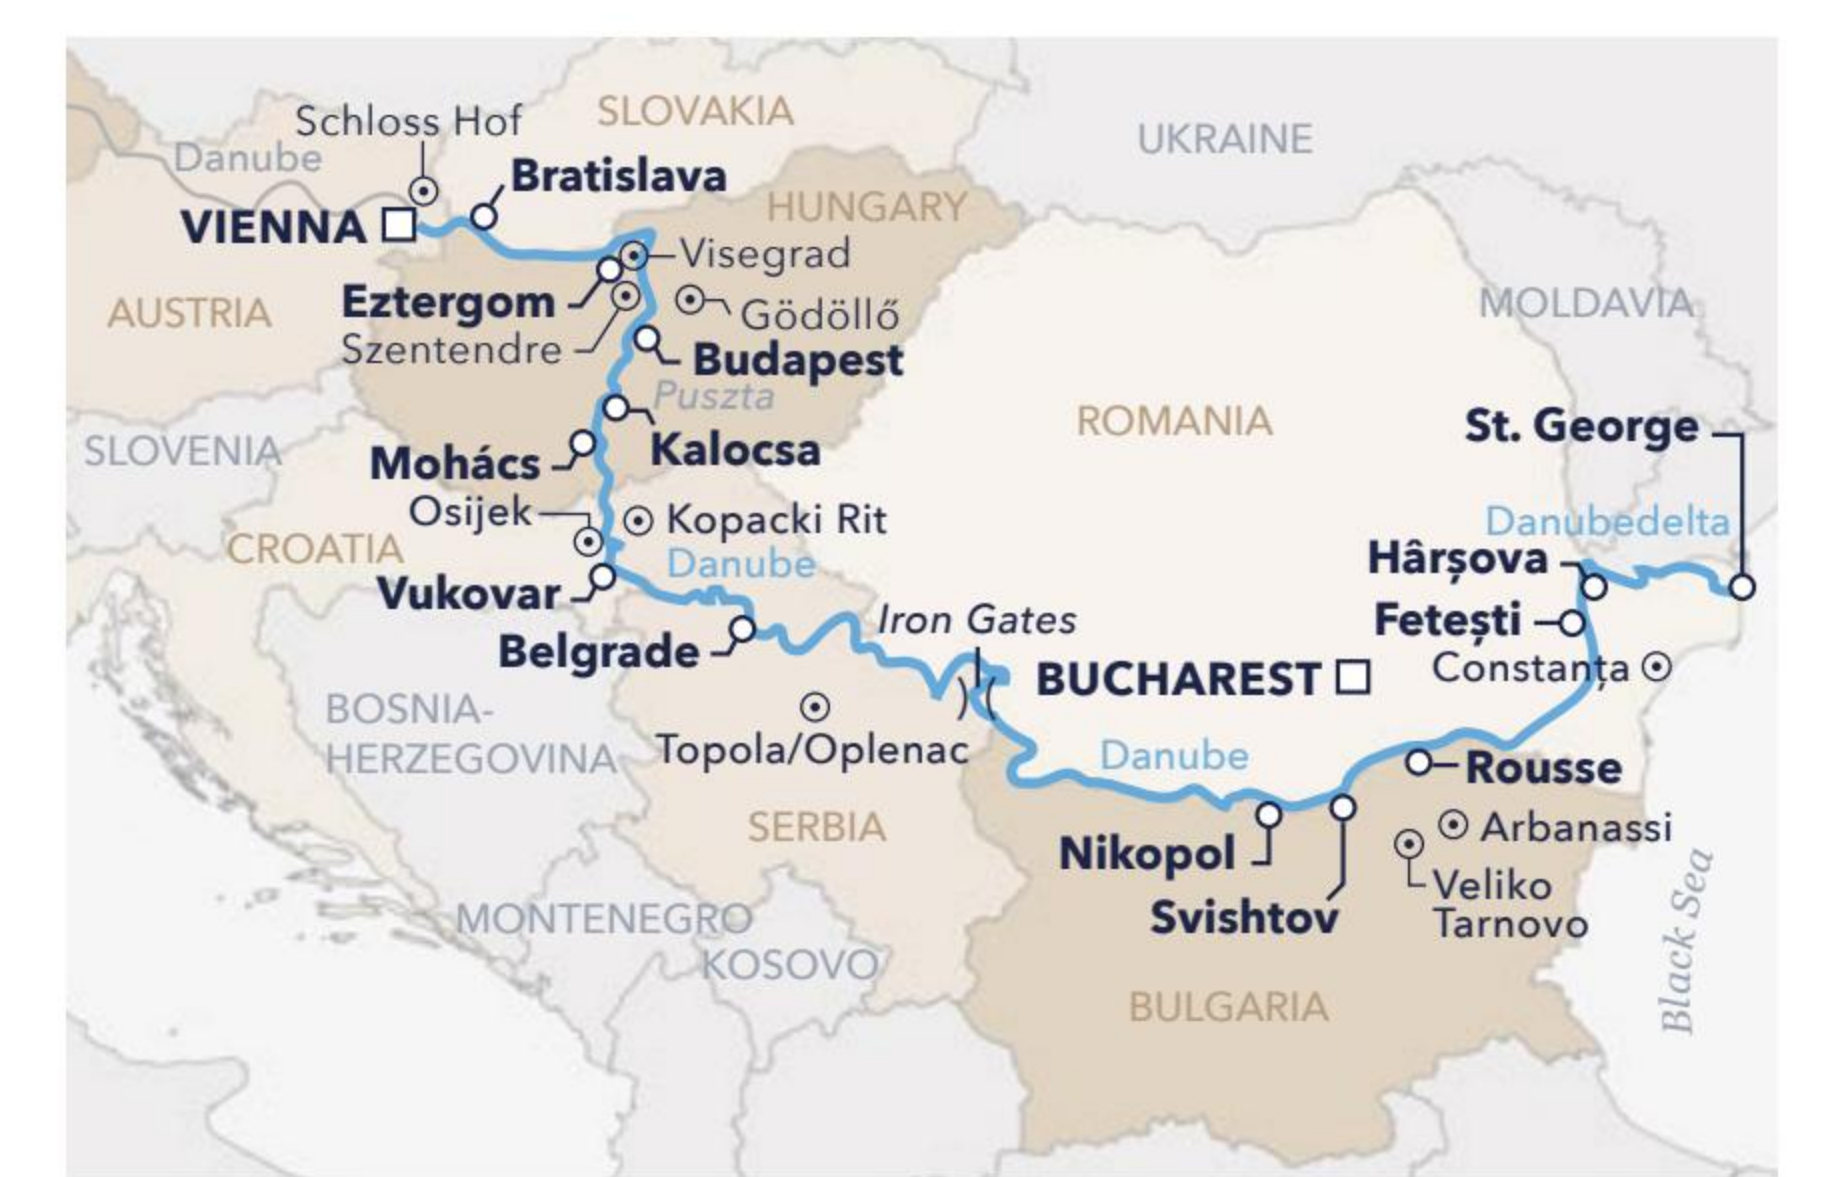 SLOVAKIA
Schloss Hof
UKRAINE
Danube
Bratislava
HUNGARY
VIENNA
Visegrad
Eztergom
AUSTRIA
Gödöllő
MOLDAVIA
Szentendre
Budapest
Puszta
ROMANIA
St. George
SLOVENIA
Kalocsa
Mohács
Osijek
Kopacki Rit
Danubedelta
CROATIA
Danube
Hârșova
Vukovar
Iron Gates
Fetești
Belgrade
Constanța
BUCHAREST
BOSNIA-
HERZEGOVINA
Topola/Oplenac
Danube
Rousse
SERBIA
Arbanassi
Nikopol
Veliko
Tarnovo
Svishtov
MONTENEGRO
KOSOVO
Black Sea
BULGARIA